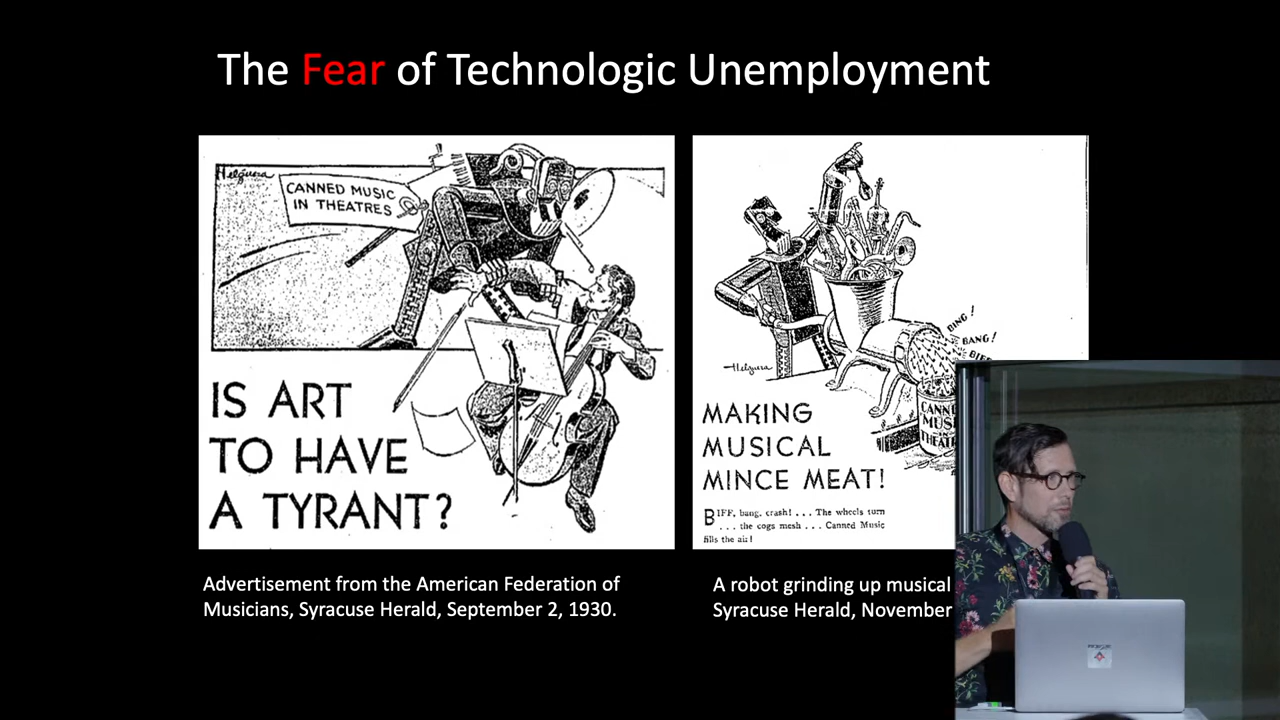 The Fear of Technologic Unemployment
Helguera
CANNED MUSIC
IN THEATRES
IS ART
TO HAVE
A TYRANT?
Advertisement from the American Federation of
Musicians, Syracuse Herald, September 2, 1930.
BING!
BANG!
Helguera
MAKING
MUSICAL
MINCE MEAT!
BIFF, bang, crash! . . . The wheels turn
. . . the cogs mesh . . . Canned Music
fills the air!
A robot grinding up musical
Syracuse Herald, November